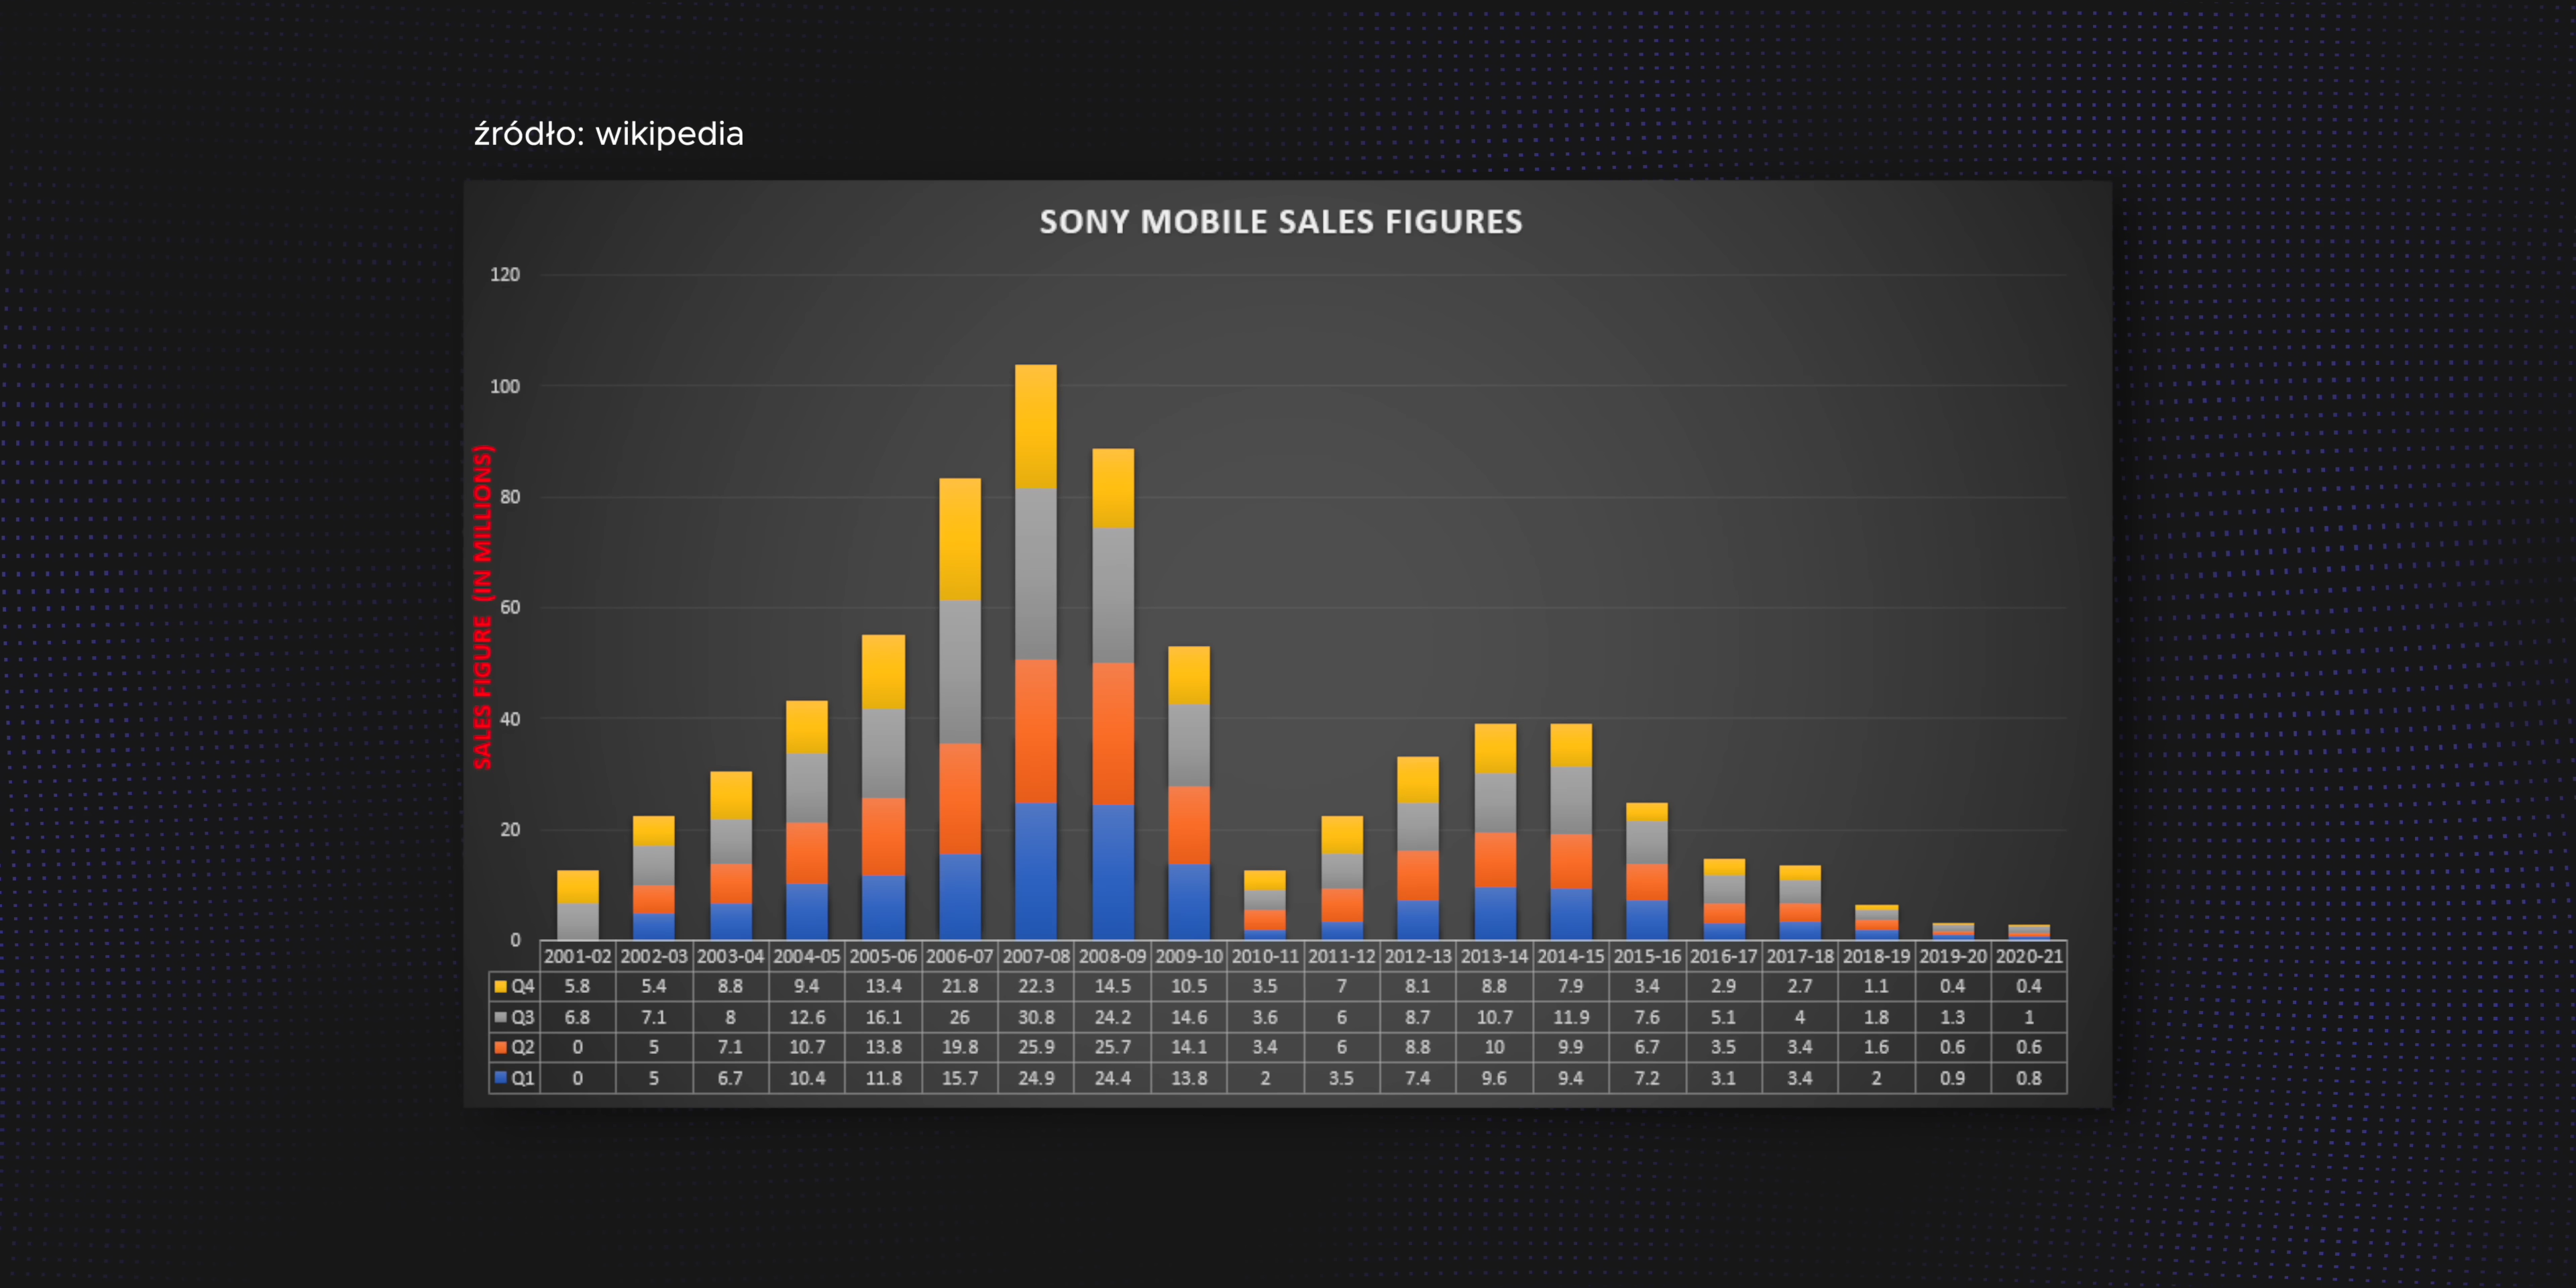 źródło: wikipedia
SONY MOBILE SALES FIGURES
SALES FIGURE (IN MILLIONS)
120
100
80
60
40
20
0
2001-02 2002-03 2003-04 2004-05 2005-06 2006-07 2007-08 2008-09 2009-10 2010-11 2011-12 2012-13 2013-14 2014-15 2015-16 2016-17 2017-18 2018-19 2019-20 2020-21
Q4 5.8 5.4 8.8 9.4 13.4 21.8 22.3 14.5 10.5 3.5 7 8.1 8.8 7.9 3.4 2.9 2.7 1.1 0.4 0.4
Q3 6.8 7.1 8 12.6 16.1 26 30.8 24.2 14.6 3.6 6 8.7 10.7 11.9 7.6 5.1 4 1.8 1.3 1
Q2 0 5 7.1 10.7 13.8 19.8 25.9 25.7 14.1 3.4 6 8.8 10 9.9 6.7 3.5 3.4 1.6 0.6 0.6
Q1 0 5 6.7 10.4 11.8 15.7 24.9 24.4 13.8 2 3.5 7.4 9.6 9.4 7.2 3.1 3.4 2 0.9 0.8